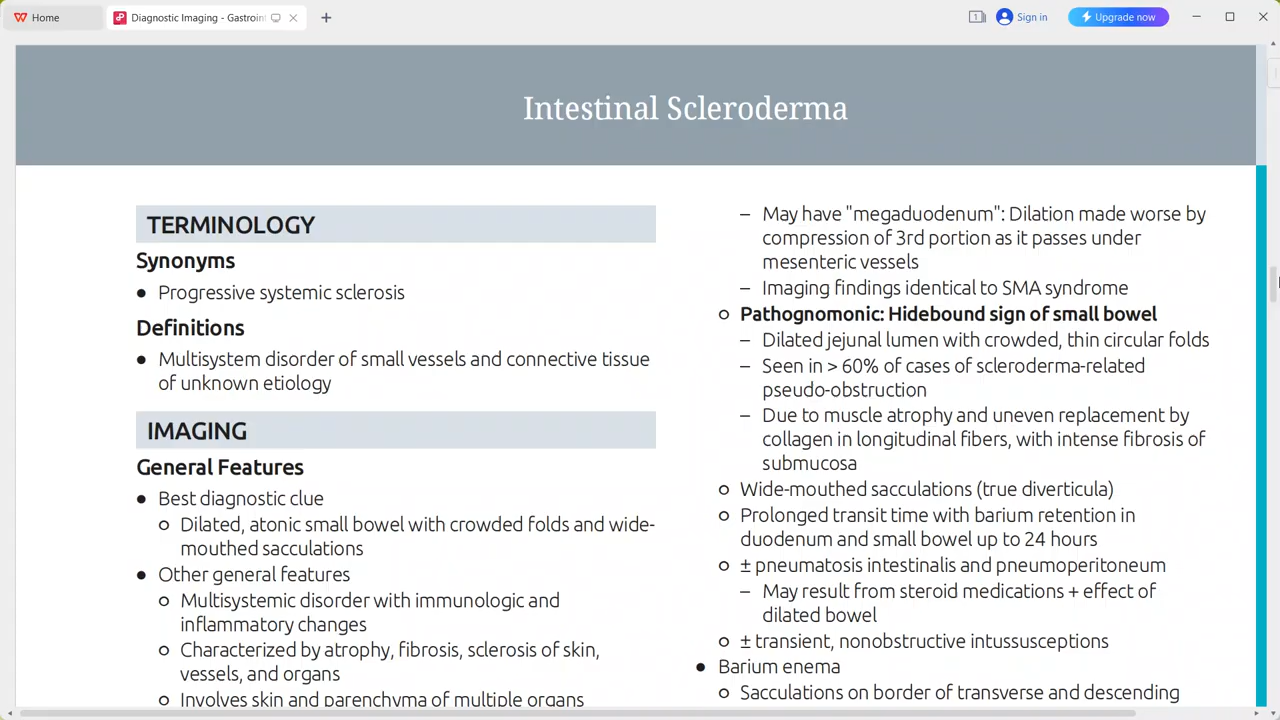 Home
Diagnostic Imaging - Gastroint
Sign in
Upgrade now
Intestinal Scleroderma
TERMINOLOGY
Synonyms
● Progressive systemic sclerosis
Definitions
● Multisystem disorder of small vessels and connective tissue
of unknown etiology
IMAGING
General Features
● Best diagnostic clue
○ Dilated, atonic small bowel with crowded folds and wide-
mouthed sacculations
● Other general features
○ Multisystemic disorder with immunologic and
inflammatory changes
○ Characterized by atrophy, fibrosis, sclerosis of skin,
vessels, and organs
○ Involves skin and parenchyma of multiple organs
– May have "megaduodenum": Dilation made worse by
compression of 3rd portion as it passes under
mesenteric vessels
– Imaging findings identical to SMA syndrome
○ Pathognomonic: Hidebound sign of small bowel
– Dilated jejunal lumen with crowded, thin circular folds
– Seen in > 60% of cases of scleroderma-related
pseudo-obstruction
– Due to muscle atrophy and uneven replacement by
collagen in longitudinal fibers, with intense fibrosis of
submucosa
○ Wide-mouthed sacculations (true diverticula)
○ Prolonged transit time with barium retention in
duodenum and small bowel up to 24 hours
○ ± pneumatosis intestinalis and pneumoperitoneum
– May result from steroid medications + effect of
dilated bowel
○ ± transient, nonobstructive intussusceptions
● Barium enema
○ Sacculations on border of transverse and descending